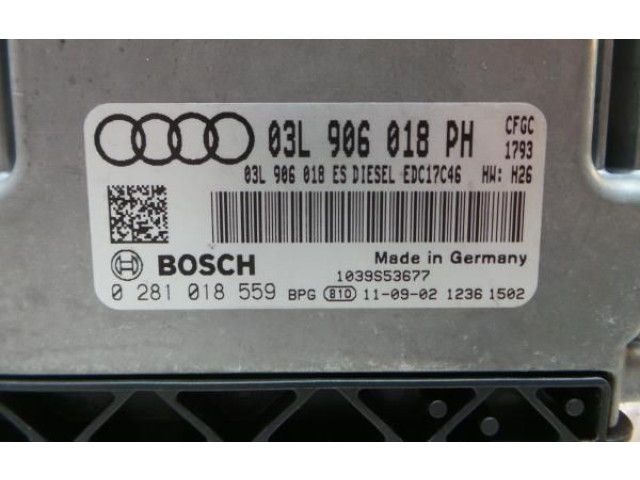 03L 906 018 PH CFGC
1793
03L 906 018 ES DIESEL EDC17C46 HW: H26
BOSCH Made in Germany
1039S53677
0 281 018 559 BPG 810 11-09-02 1236 1502